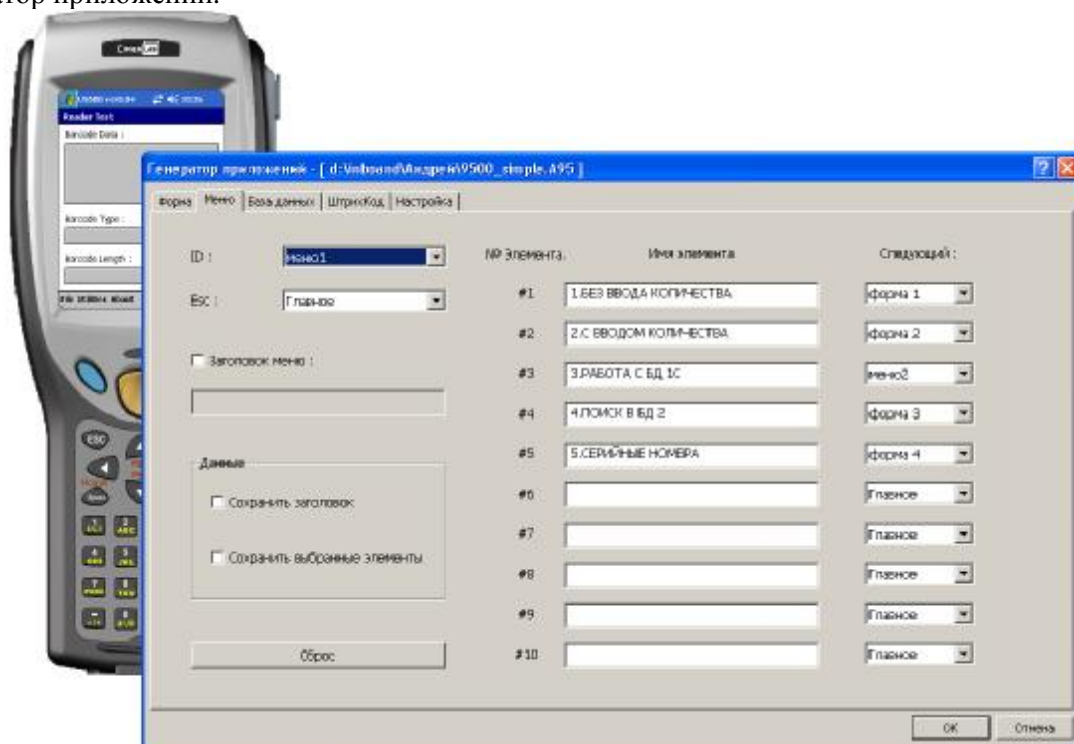 тор приложений.
CipherLab
Reader Test
Barcode Data :
Barcode Type :
Barcode Length :
Генератор приложений - [ d:\Inboard\Андрей\9500_simple.A95 ]
Форма Меню База данных ШтрихКод Настройка
ID : меню1
Esc : Главное
Заголовок меню :
Данные
Сохранить заголовок
Сохранить выбранные элементы
Сброс
№ Элемента. Имя элемента Следующий :
#1 1.БЕЗ ВВОДА КОЛИЧЕСТВА форма 1
#2 2.С ВВОДОМ КОЛИЧЕСТВА форма 2
#3 3.РАБОТА С БД 1С меню2
#4 4.ПОИСК В БД 2 форма 3
#5 5.СЕРИЙНЫЕ НОМЕРА форма 4
#6 Главное
#7 Главное
#8 Главное
#9 Главное
#10 Главное
OK Отмена
ESC